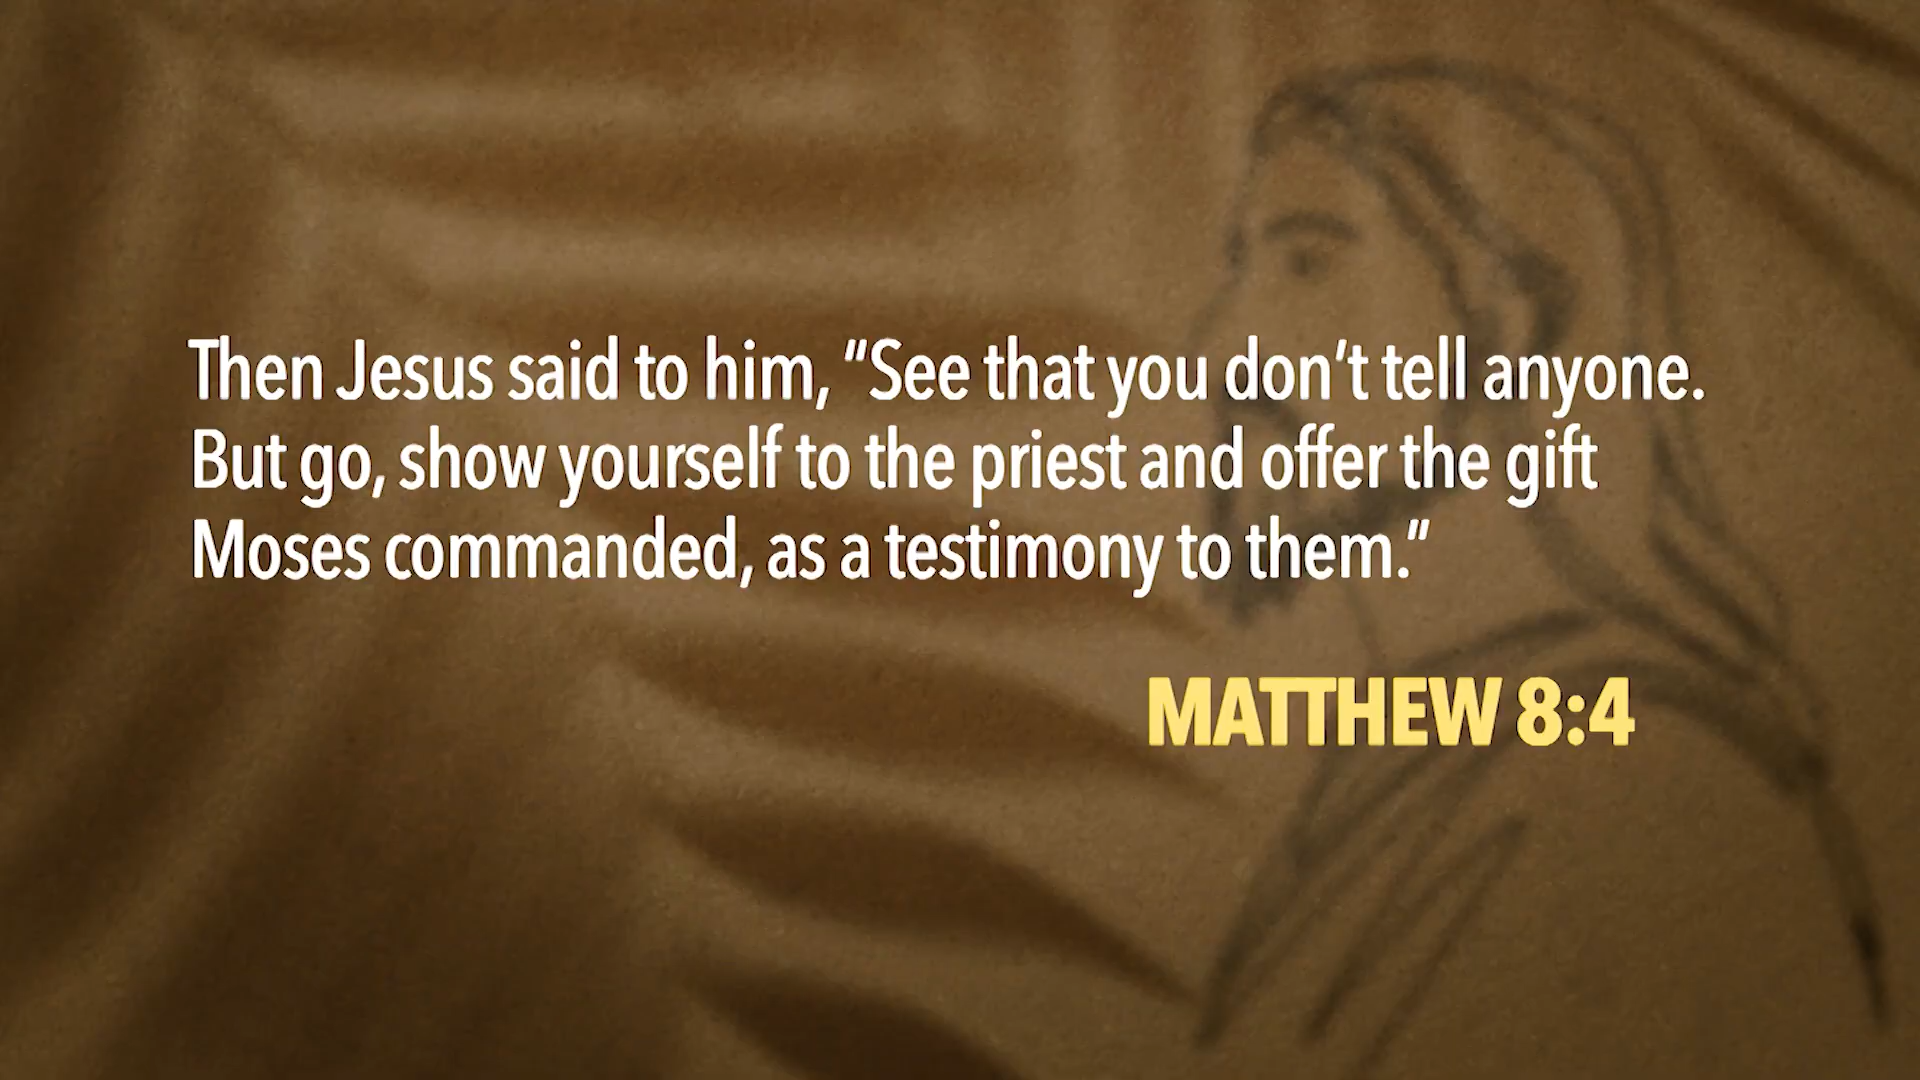 Then Jesus said to him, “See that you don’t tell anyone.
But go, show yourself to the priest and offer the gift
Moses commanded, as a testimony to them.”
MATTHEW 8:4